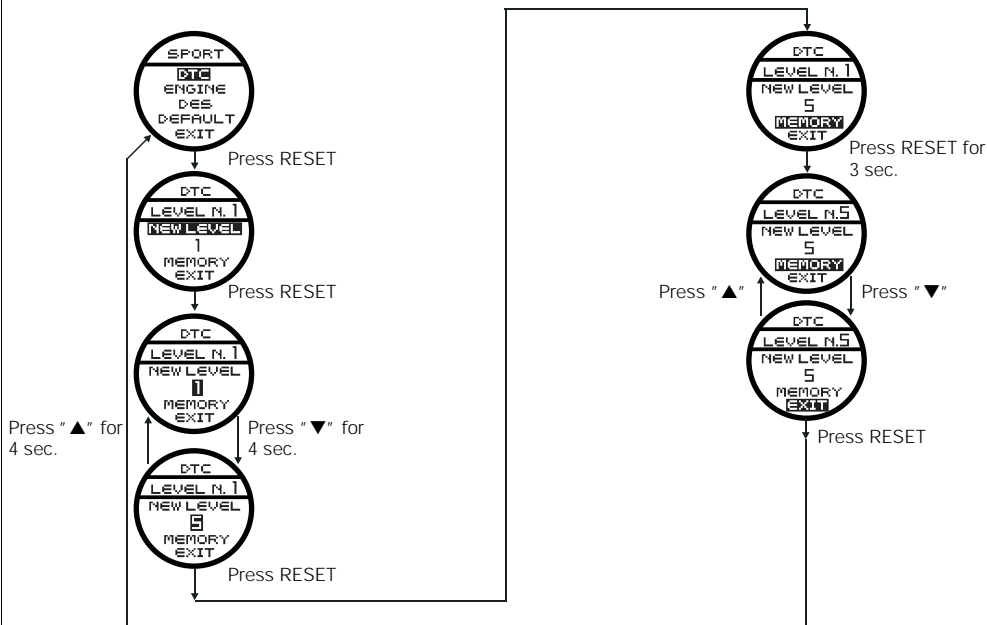 SPORT
DTC
ENGINE
DES
DEFAULT
EXIT
Press RESET
DTC
LEVEL N. 1
NEW LEVEL
1
MEMORY
EXIT
Press RESET
DTC
LEVEL N. 1
NEW LEVEL
1
MEMORY
EXIT
Press "▲" for
4 sec.
Press "▼" for
4 sec.
DTC
LEVEL N. 1
NEW LEVEL
5
MEMORY
EXIT
Press RESET
DTC
LEVEL N. 1
NEW LEVEL
5
MEMORY
EXIT
Press RESET for
3 sec.
DTC
LEVEL N.5
NEW LEVEL
5
MEMORY
EXIT
Press "▲"
Press "▼"
DTC
LEVEL N.5
NEW LEVEL
5
MEMORY
EXIT
Press RESET